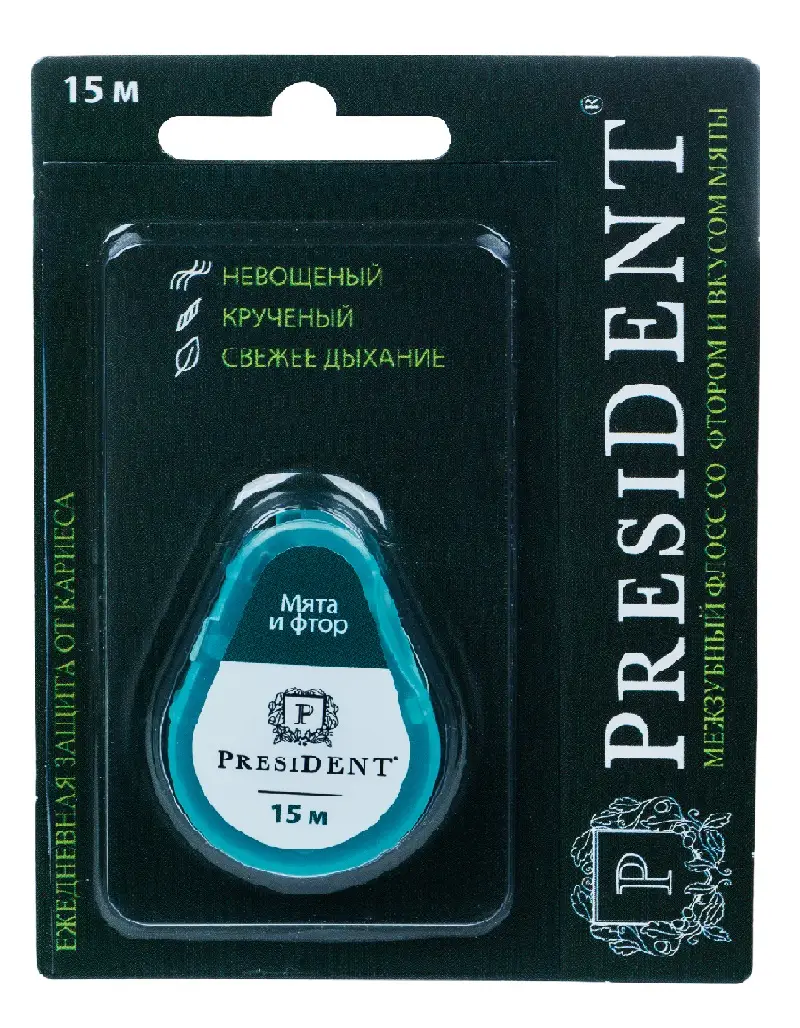 15 м
НЕВОЩЕНЫЙ
КРУЧЕНЫЙ
СВЕЖЕЕ ДЫХАНИЕ
ЕЖЕДНЕВНАЯ ЗАЩИТА ОТ КАРИЕСА
Мята
и фтор
P
PRESIDENT®
15 м
PRESIDENT®
МЕЖЗУБНЫЙ ФЛОСС СО ФТОРОМ И ВКУСОМ МЯТЫ
P